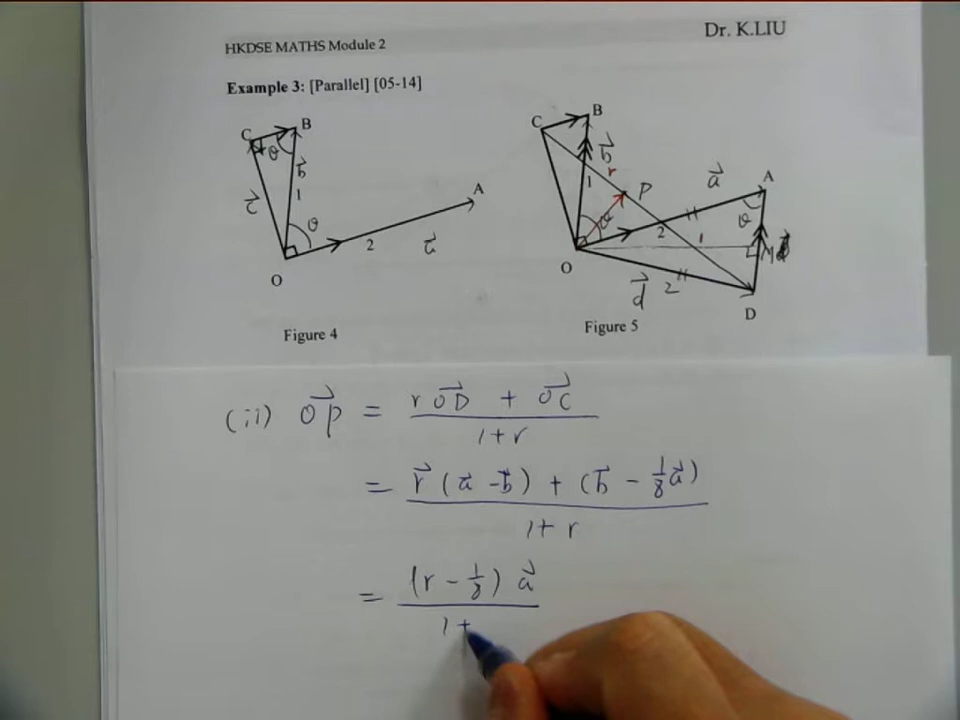 Dr. K.LIU
HKDSE MATHS Module 2
Example 3: [Parallel] [05-14]
C B θ b⃗ 1 c⃗ θ A 2 a⃗ O
Figure 4
C B b⃗ r 1 P a⃗ A θ θ 2 1 O M d⃗ 2 D
Figure 5
(ii) OP⃗ = (r OD⃗ + OC⃗) / (1+r)
= (r⃗ (a⃗ - b⃗) + (b⃗ - 1/8 a⃗)) / (1+r)
= (r - 1/8) a⃗ / 1+